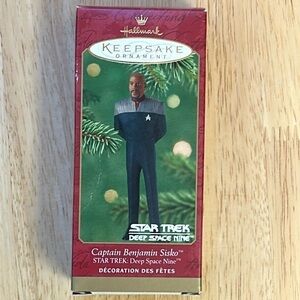 Hallmark
KEEPSAKE
ORNAMENT
STAR TREK
DEEP SPACE NINE
Captain Benjamin Sisko™
STAR TREK: Deep Space Nine™
DÉCORATION DES FÊTES